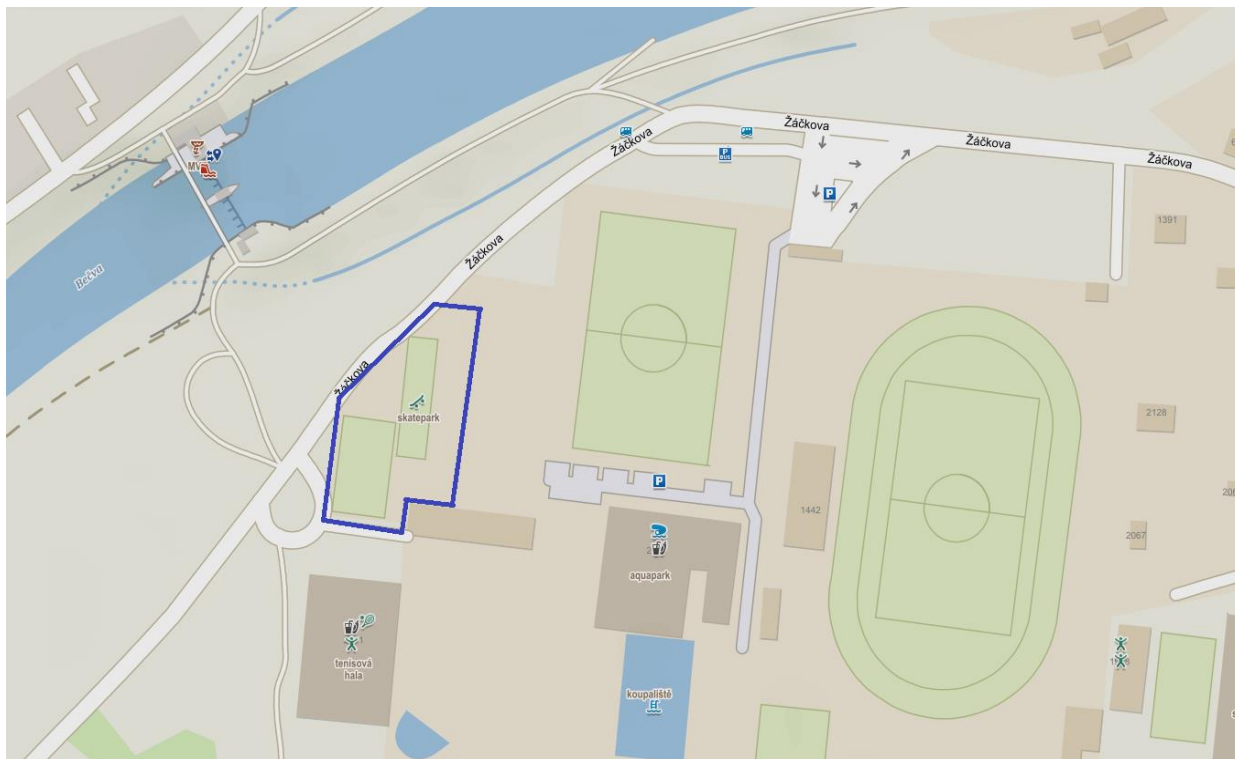 Žáčkova
Žáčkova
Žáčkova
Žáčkova
MV
BUS
P
1391
Žáčkova
Bečva
Žáčkova
skatepark
2128
P
1442
2067
aquapark
tenisová
hala
koupaliště